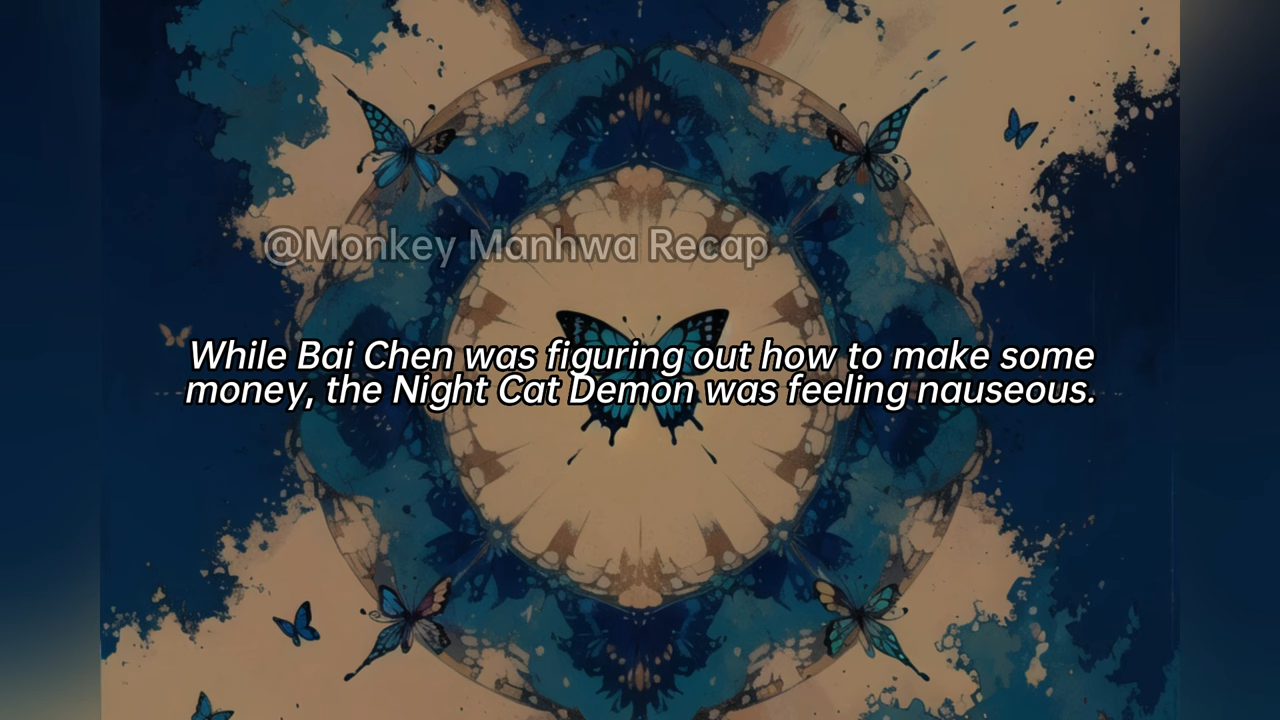 @Monkey Manhwa Recap
While Bai Chen was figuring out how to make some
money, the Night Cat Demon was feeling nauseous.